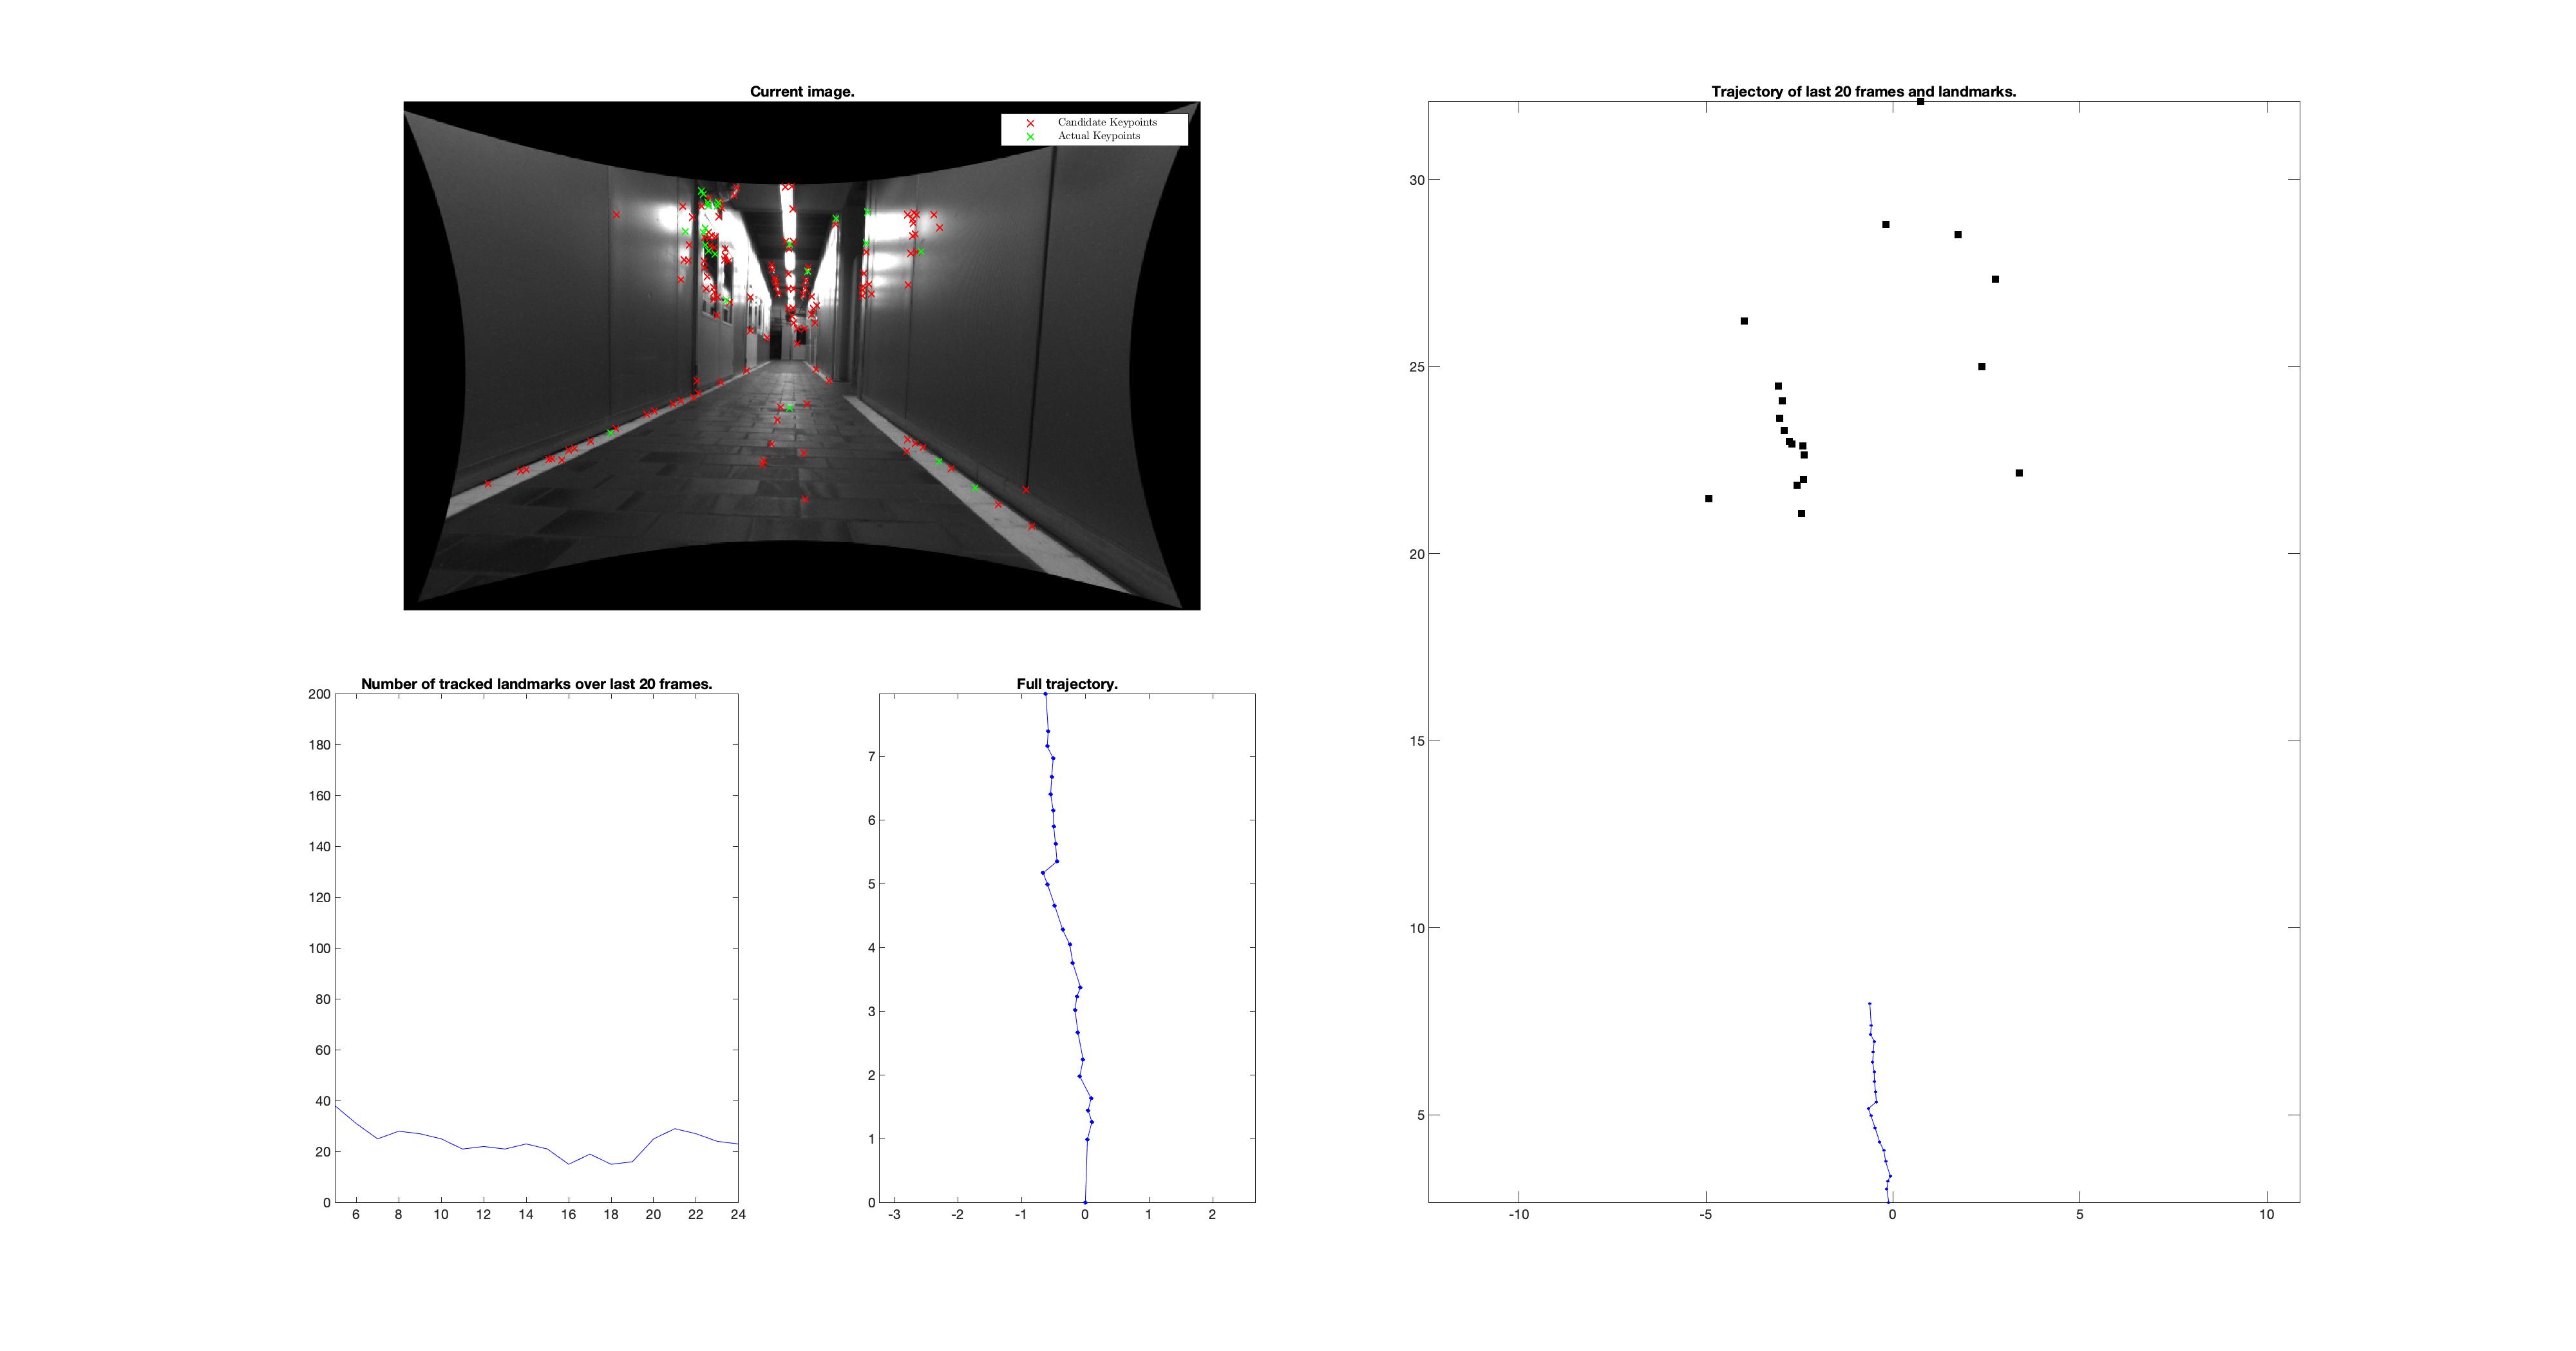 Current image.
Candidate Keypoints
Actual Keypoints
Number of tracked landmarks over last 20 frames.
200
180
160
140
120
100
80
60
40
20
0
6 8 10 12 14 16 18 20 22 24
Full trajectory.
7
6
5
4
3
2
1
0
-3 -2 -1 0 1 2
Trajectory of last 20 frames and landmarks.
30
25
20
15
10
5
-10 -5 0 5 10